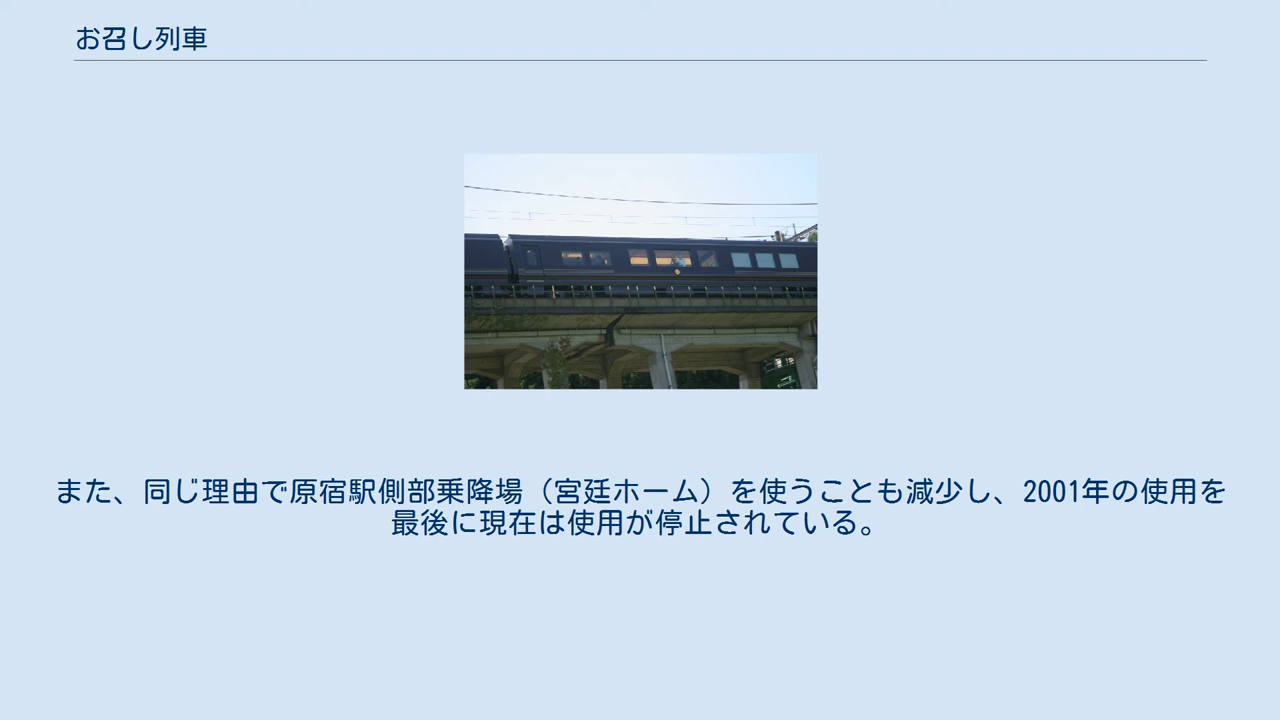 お召し列車
また、同じ理由で原宿駅側部乗降場（宮廷ホーム）を使うことも減少し、2001年の使用を
最後に現在は使用が停止されている。